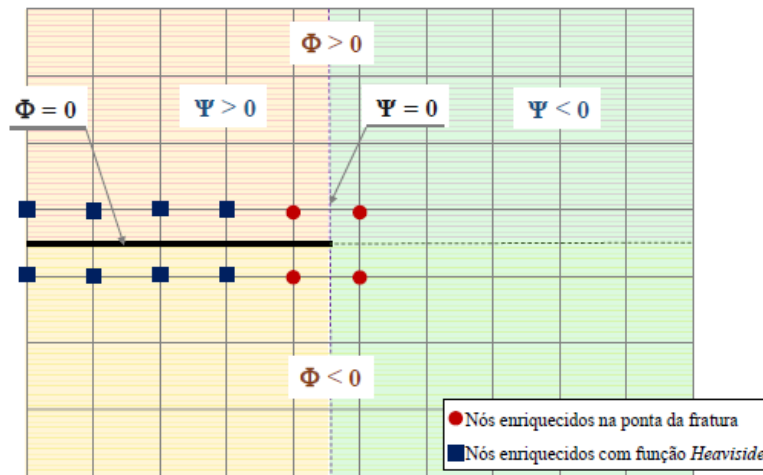 Φ > 0
Φ = 0
Ψ > 0
Ψ = 0
Ψ < 0
Φ < 0
Nós enriquecidos na ponta da fratura
Nós enriquecidos com função Heaviside